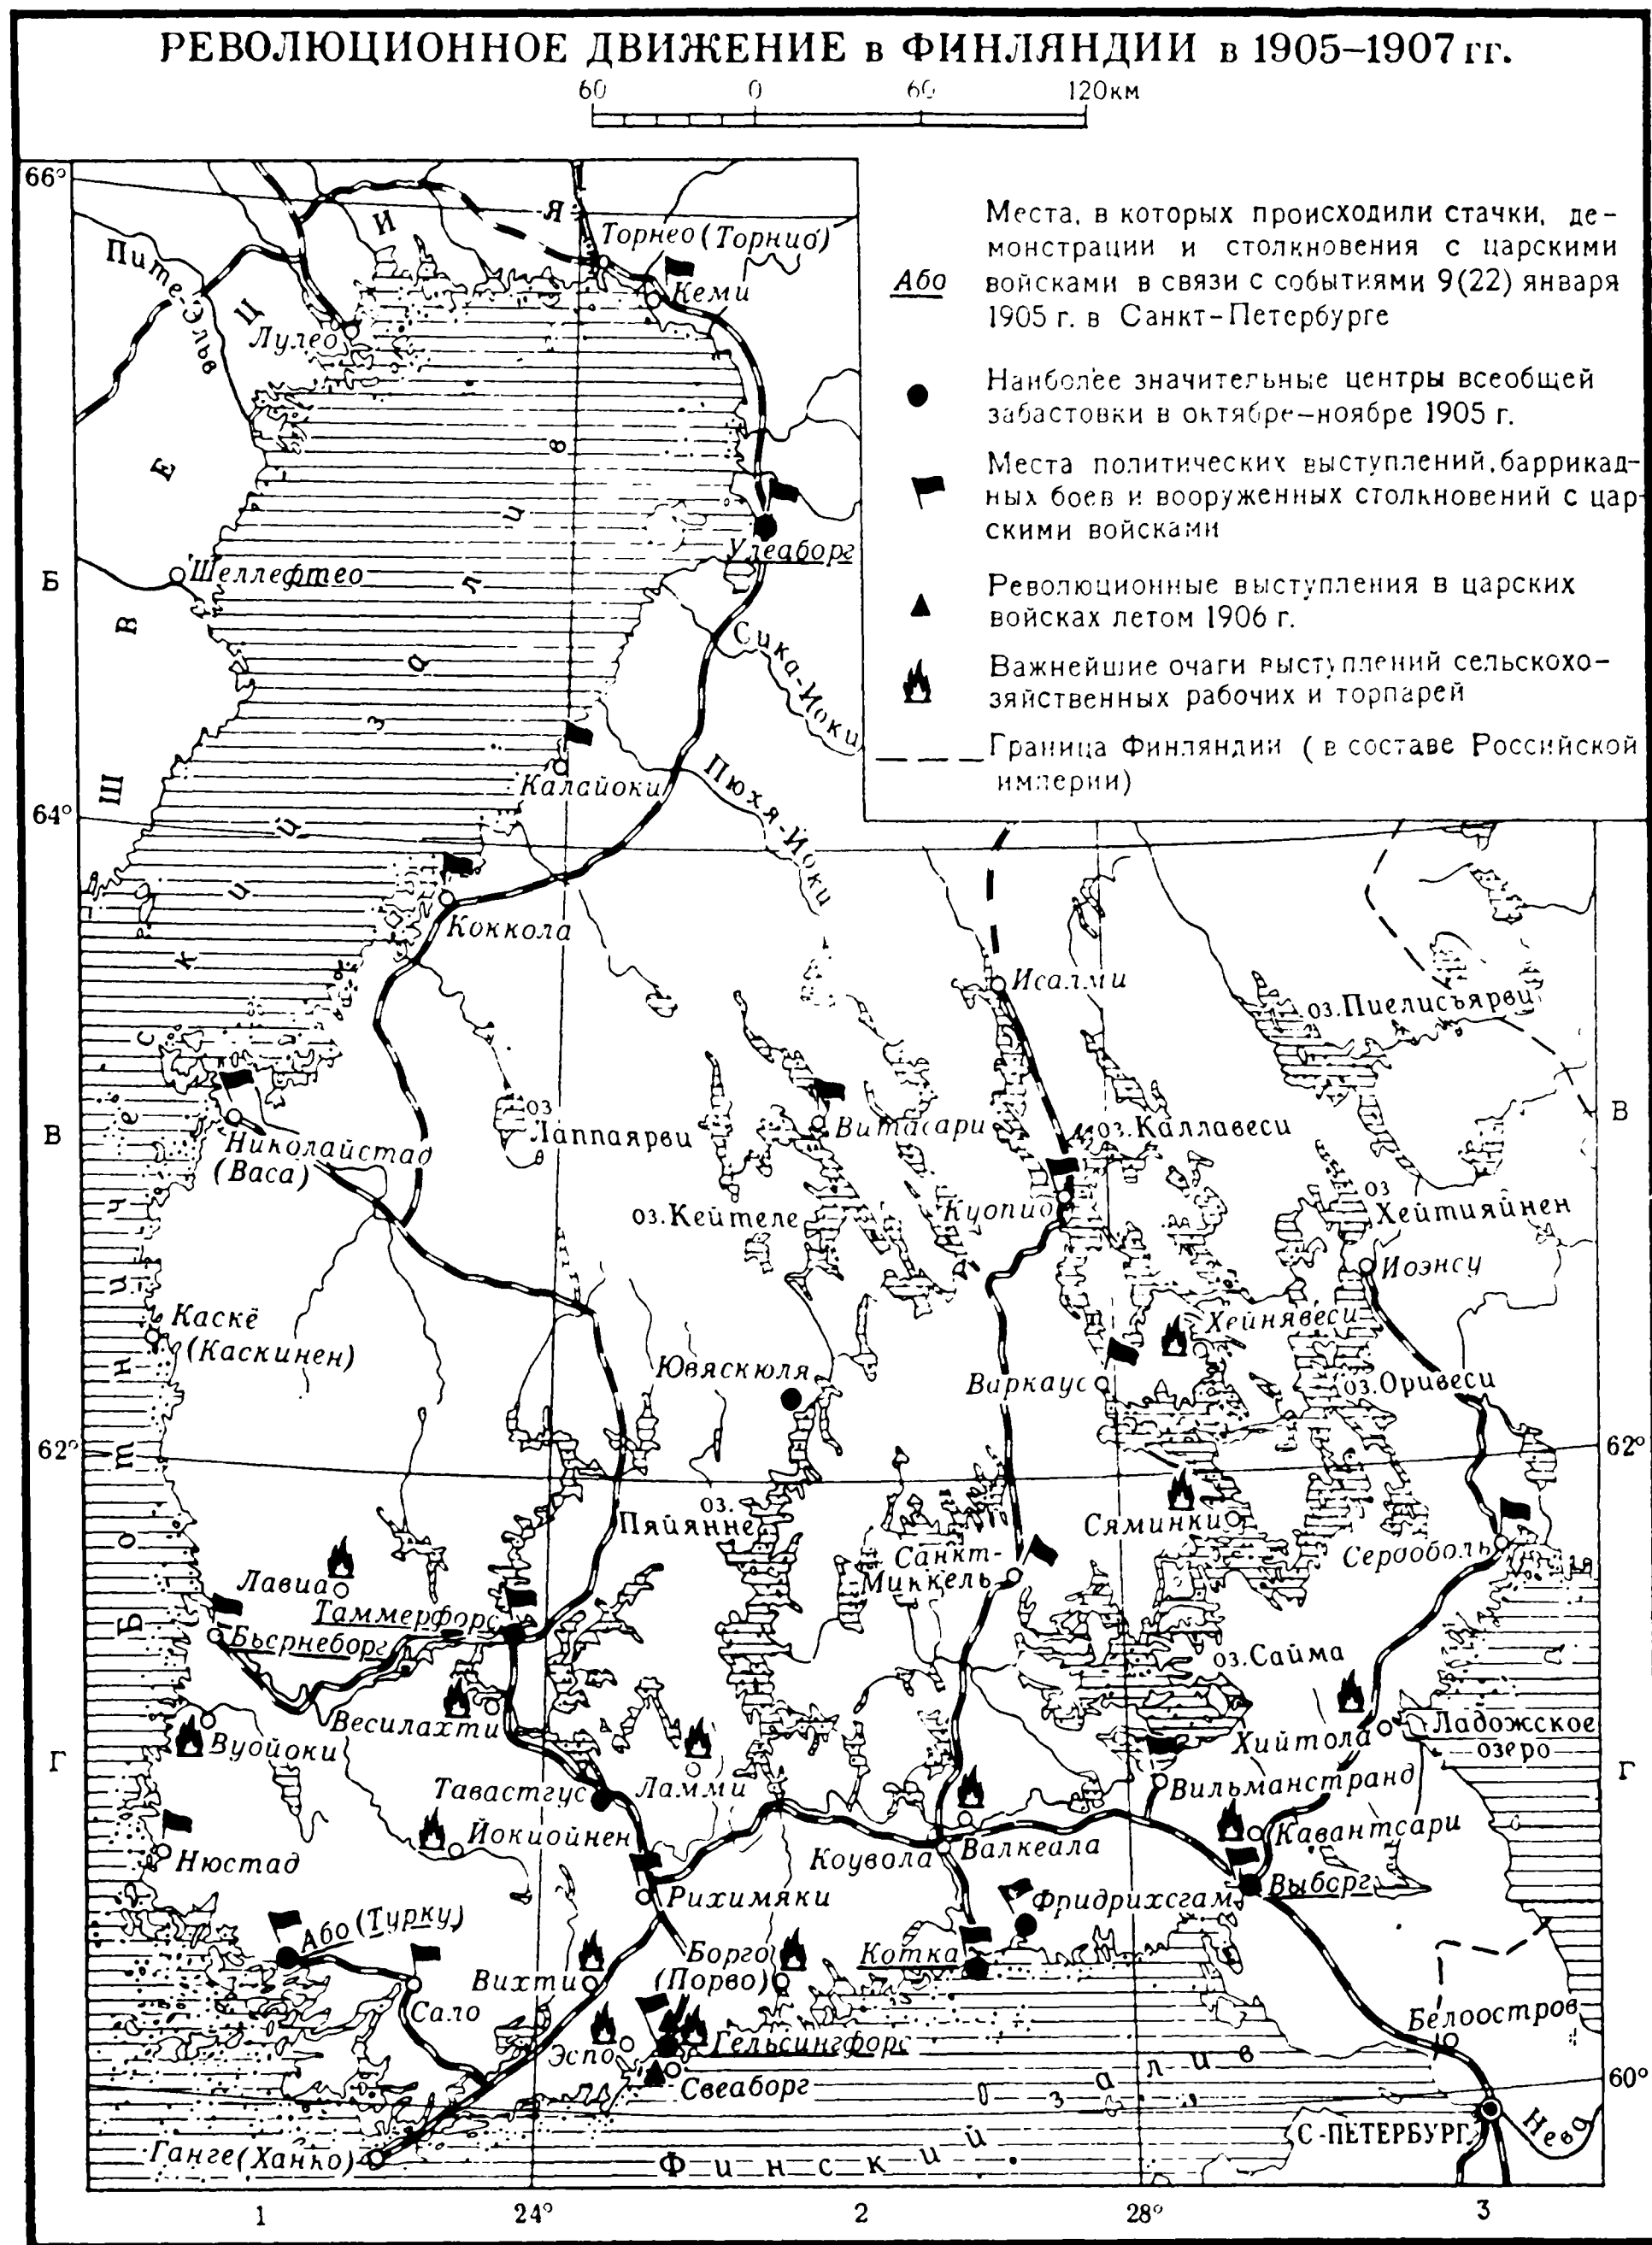 РЕВОЛЮЦИОННОЕ ДВИЖЕНИЕ в ФИНЛЯНДИИ в 1905–1907 гг.
60 0 60 120км
Места, в которых происходили стачки, де-
монстрации и столкновения с царскими
Або войсками в связи с событиями 9(22) января
1905 г. в Санкт-Петербурге
Наиболее значительные центры всеобщей
забастовки в октябре–ноябре 1905 г.
Места политических выступлений, баррикад-
ных боев и вооруженных столкновений с цар-
скими войсками
Революционные выступления в царских
войсках летом 1906 г.
Важнейшие очаги выступлений сельскохо-
зяйственных рабочих и торпарей
Граница Финляндии (в составе Российской
империи)
66°
64°
62°
62°
60°
Б
В
В
Г
Г
1
24°
2
28°
3
ШВЕЦИЯ
Ботнический залив
Финский залив
Пите-Эльв
Лулео
Торнео (Торнио)
Кеми
Улеаборг
Шеллефтео
Сика-Йоки
Калайоки
Пюхя-Йоки
Коккола
Исалми
оз. Пиелисъярви
Николайстад
(Васа)
оз
Лаппаярви
Витасари
оз. Каллавеси
оз. Кейтеле
Куопио
оз
Хейтияйнен
Иоэнсу
Каскё
(Каскинен)
Ювяскюля
Варкаус
Хейнявеси
оз. Оривеси
оз.
Пяйянне
Сяминки
Санкт-
Миккель
Сердоболь
Лавиа
Таммерфорс
Бьернеборг
оз. Сайма
Весилахти
Вуойоки
Хийтола
Ладожское
озеро
Тавастгус
Ламми
Вильманстранд
Йокиойнен
Коувола
Валкеала
Кавантсари
Нюстад
Рихимяки
Фридрихсгам
Выборг
Або (Турку)
Сало
Вихти
Борго
(Порво)
Котка
Эспо
Гельсингфорс
Свеаборг
Белоостров
Ганге (Ханко)
С-ПЕТЕРБУРГ
Нева